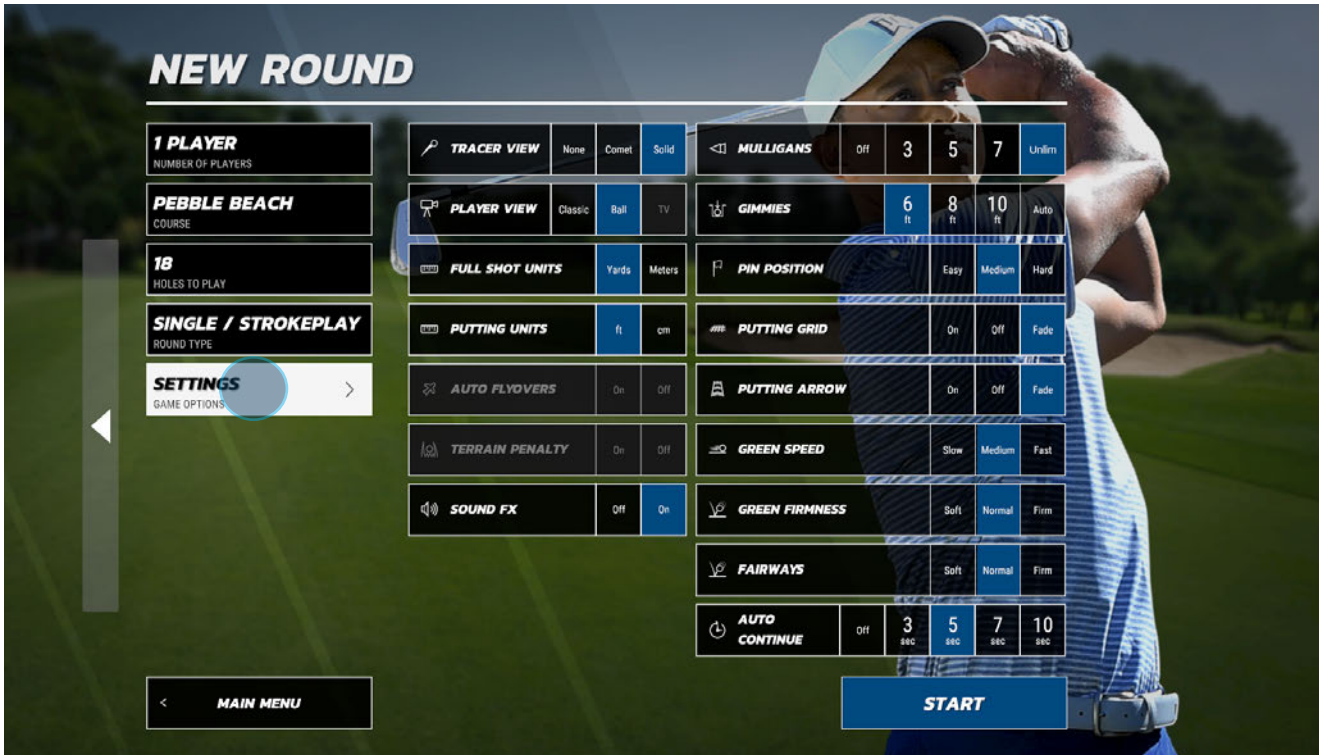 NEW ROUND
1 PLAYER
NUMBER OF PLAYERS
PEBBLE BEACH
COURSE
18
HOLES TO PLAY
SINGLE / STROKEPLAY
ROUND TYPE
SETTINGS
GAME OPTIONS
TRACER VIEW None Comet Solid
PLAYER VIEW Classic Ball TV
FULL SHOT UNITS Yards Meters
PUTTING UNITS ft cm
AUTO FLYOVERS On Off
TERRAIN PENALTY On Off
SOUND FX Off On
MULLIGANS Off 3 5 7 Unlim
GIMMIES 6 ft 8 ft 10 ft Auto
PIN POSITION Easy Medium Hard
PUTTING GRID On Off Fade
PUTTING ARROW On Off Fade
GREEN SPEED Slow Medium Fast
GREEN FIRMNESS Soft Normal Firm
FAIRWAYS Soft Normal Firm
AUTO CONTINUE Off 3 sec 5 sec 7 sec 10 sec
< MAIN MENU
START